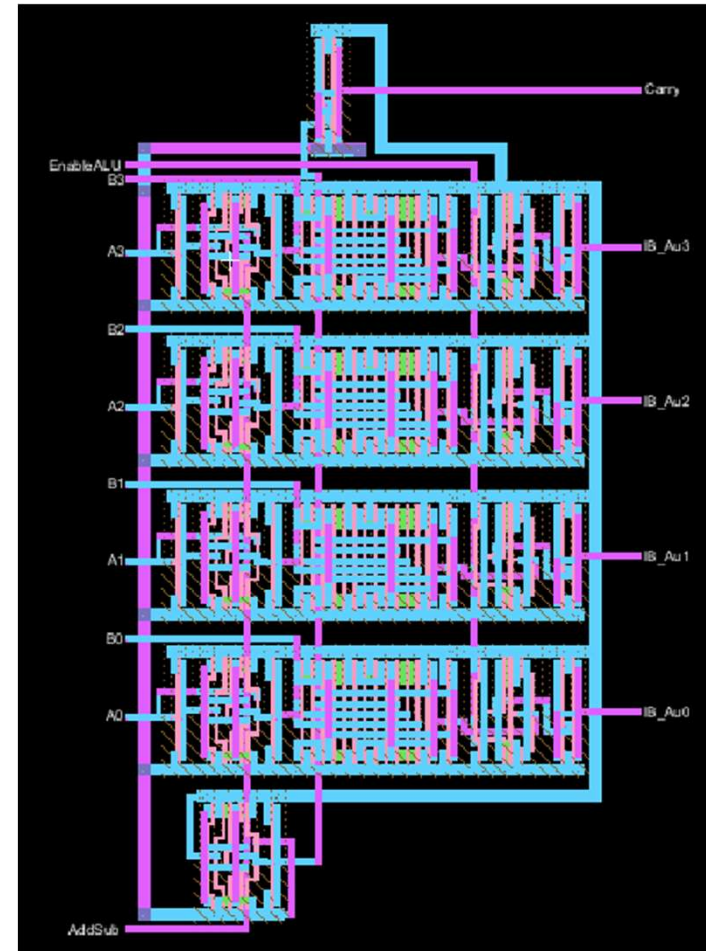 Carry
EnableALU
B3
A3
IB_Au3
B2
A2
IB_Au2
B1
A1
IB_Au1
B0
A0
IB_Au0
AddSub